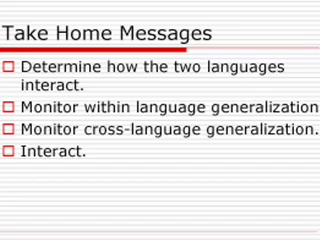 Take Home Messages
Determine how the two languages
interact.
Monitor within language generalization
Monitor cross-language generalization.
Interact.